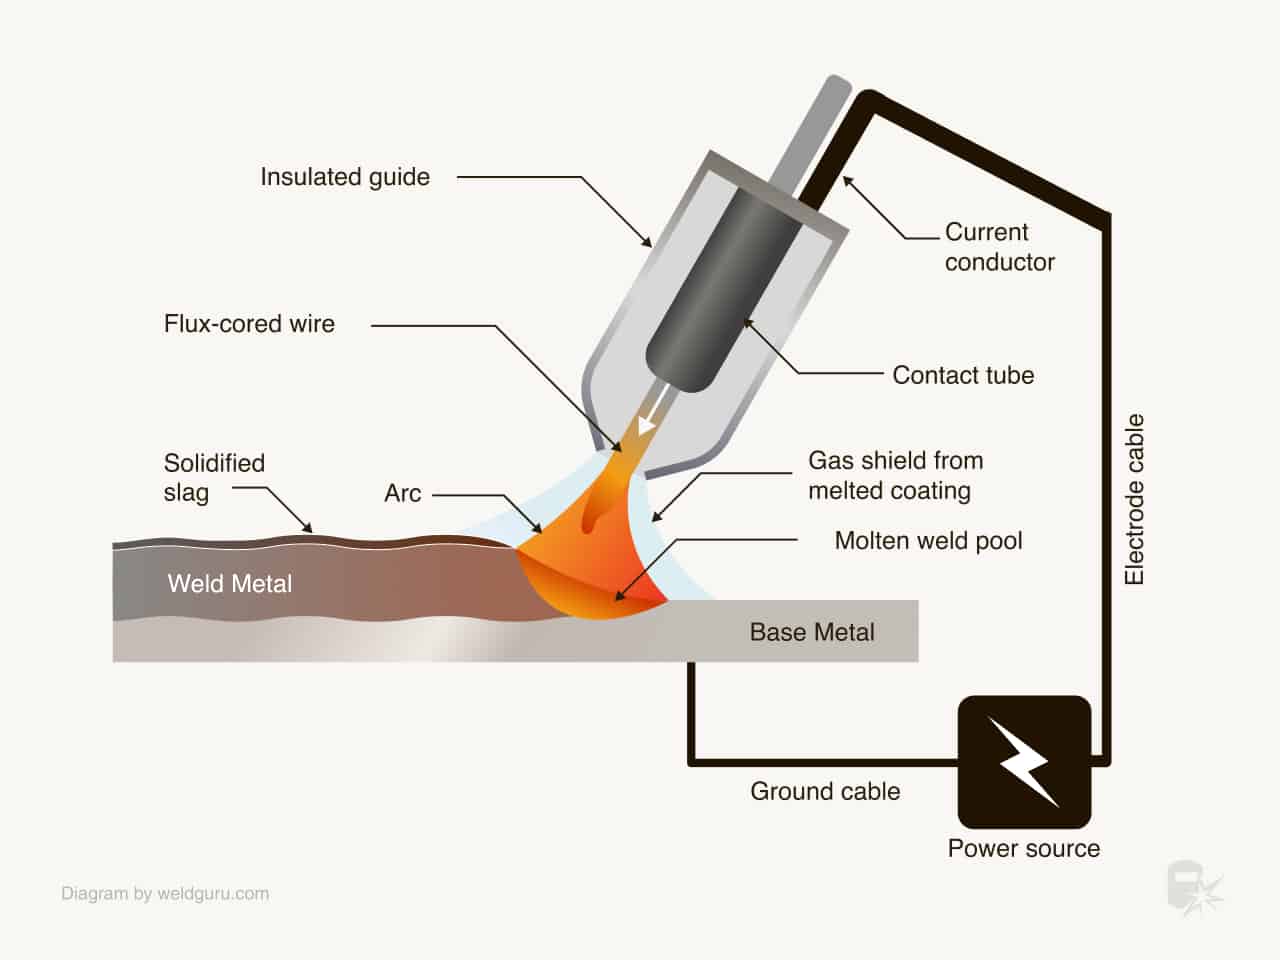 Insulated guide
Current
conductor
Flux-cored wire
Contact tube
Solidified
slag
Arc
Gas shield from
melted coating
Molten weld pool
Electrode cable
Weld Metal
Base Metal
Ground cable
Power source
Diagram by weldguru.com